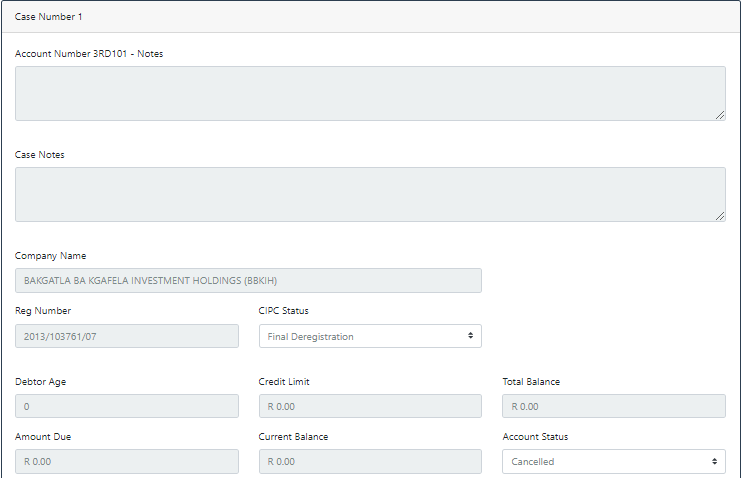 Case Number 1
Account Number 3RD101 - Notes
Case Notes
Company Name
BAKGATLA BA KGAFELA INVESTMENT HOLDINGS (BBKIH)
Reg Number
CIPC Status
2013/103761/07
Final Deregistration
Debtor Age
Credit Limit
Total Balance
0
R 0.00
R 0.00
Amount Due
Current Balance
Account Status
R 0.00
R 0.00
Cancelled